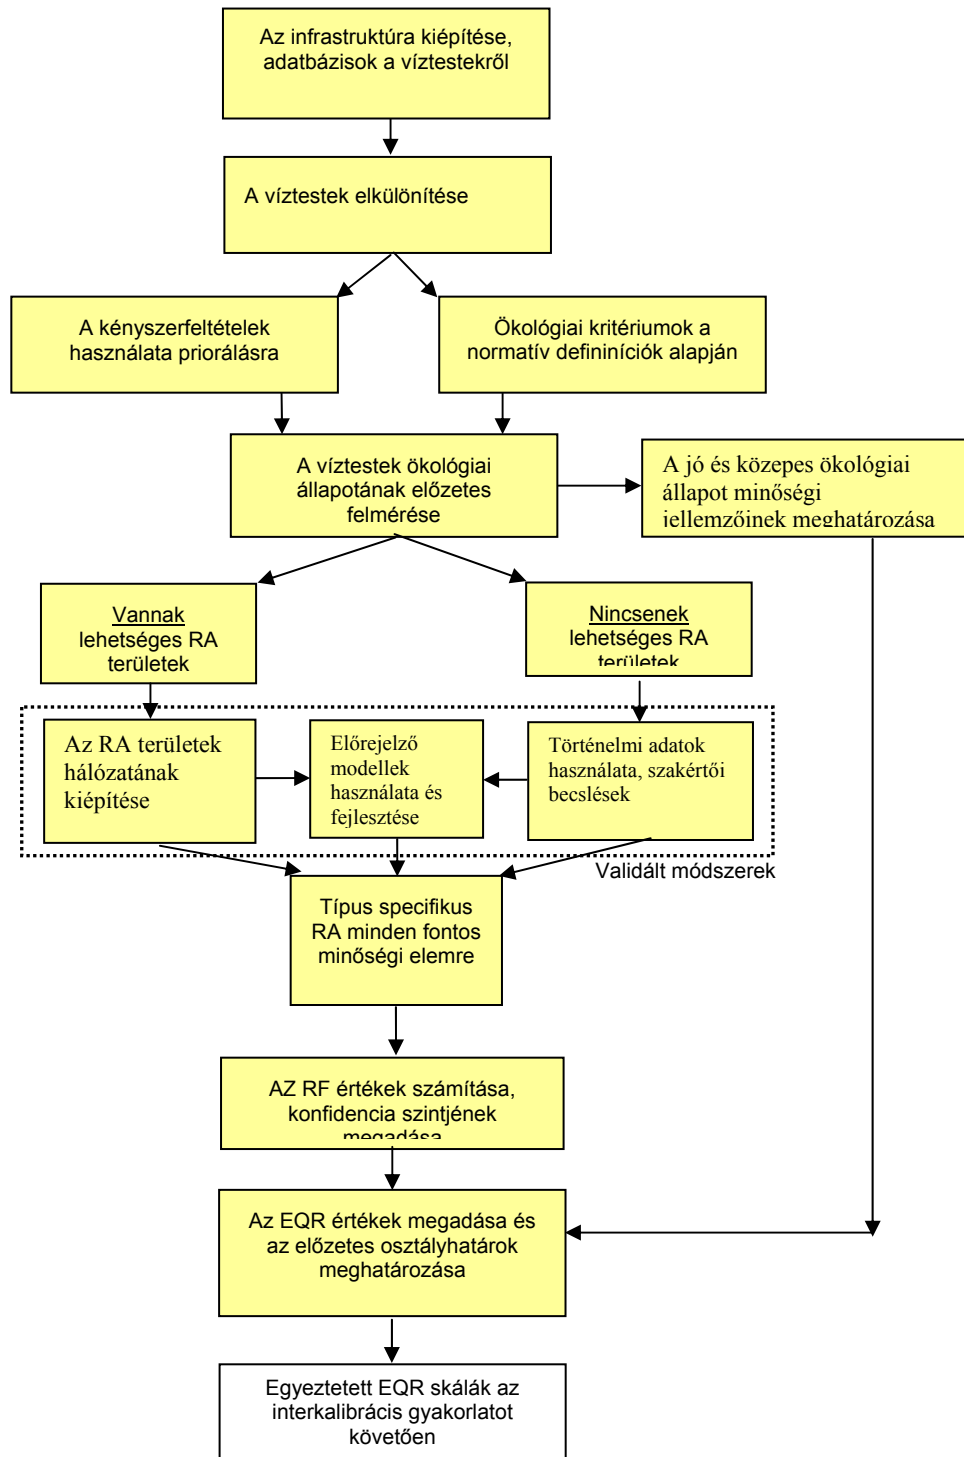 Az infrastruktúra kiépítése,
adatbázisok a víztestekről
A víztestek elkülönítése
A kényszerfeltételek
használata priorálásra
Ökológiai kritériumok a
normatív defininíciók alapján
A víztestek ökológiai
állapotának előzetes
felmérése
A jó és közepes ökológiai
állapot minőségi
jellemzőinek meghatározása
Vannak
lehetséges RA
területek
Nincsenek
lehetséges RA
területek
Az RA területek
hálózatának
kiépítése
Előrejelző
modellek
használata és
fejlesztése
Történelmi adatok
használata, szakértői
becslések
Validált módszerek
Típus specifikus
RA minden fontos
minőségi elemre
AZ RF értékek számítása,
konfidencia szintjének
megadása
Az EQR értékek megadása és
az előzetes osztályhatárok
meghatározása
Egyeztetett EQR skálák az
interkalibrácis gyakorlatot
követően